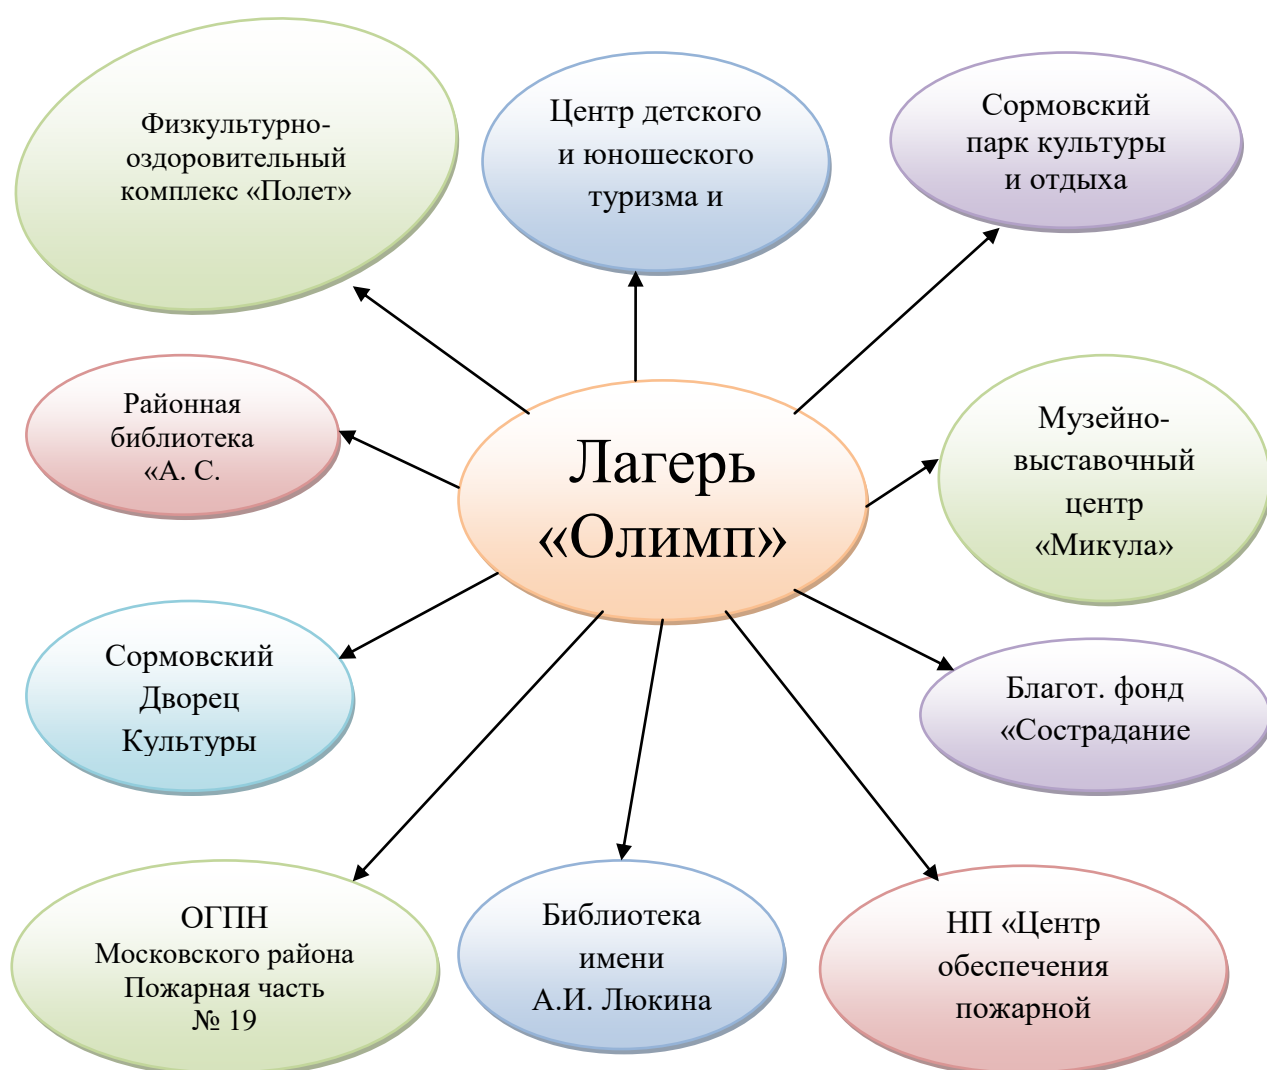 Физкультурно-
оздоровительный
комплекс «Полет»
Центр детского
и юношеского
туризма и
Сормовский
парк культуры
и отдыха
Районная
библиотека
«А. С.
Лагерь
«Олимп»
Музейно-
выставочный
центр
«Микула»
Сормовский
Дворец
Культуры
Благот. фонд
«Сострадание
ОГПН
Московского района
Пожарная часть
№ 19
Библиотека
имени
А.И. Люкина
НП «Центр
обеспечения
пожарной